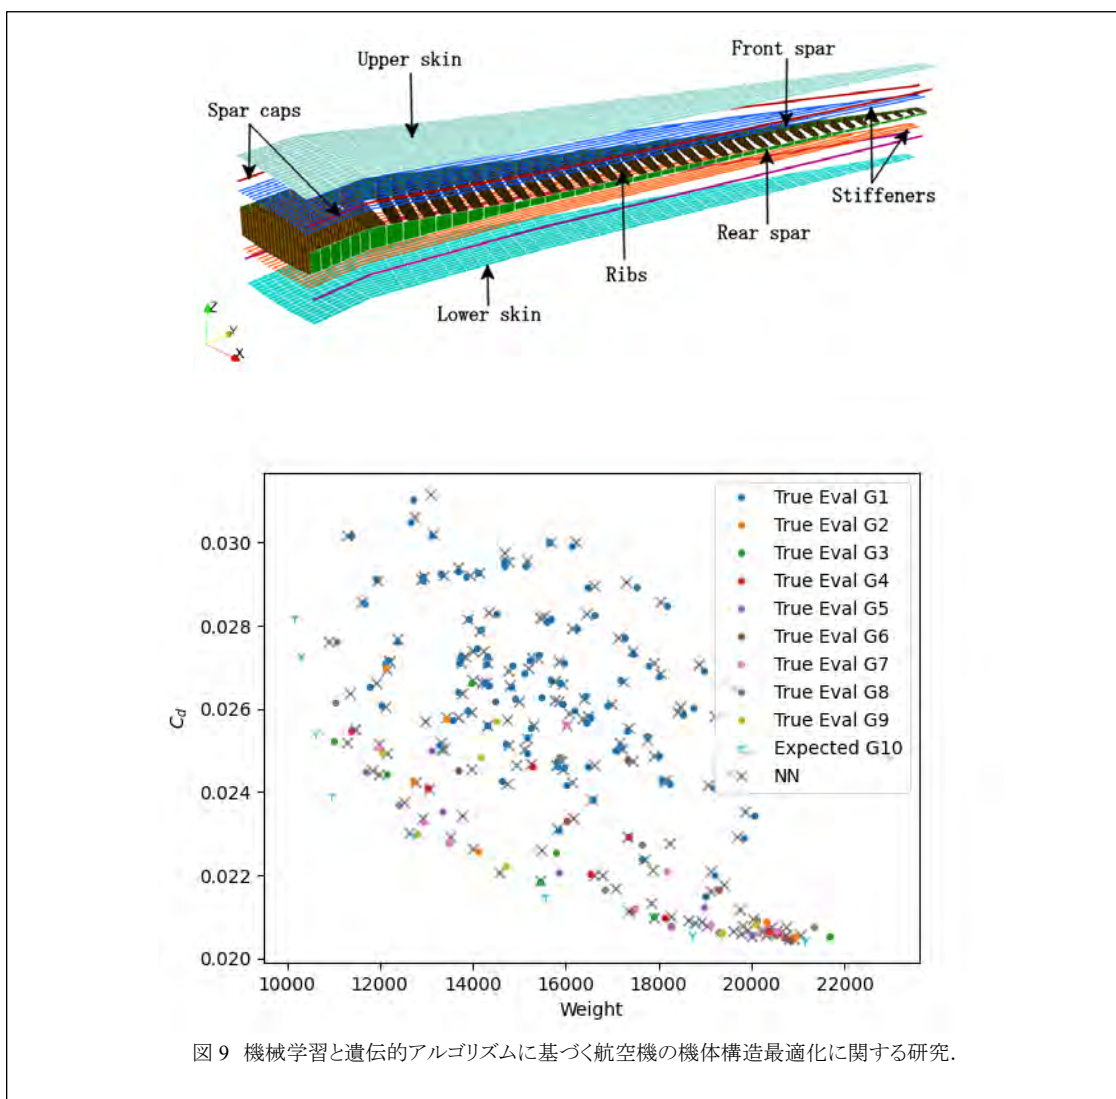 Upper skin
Front spar
Spar caps
Stiffeners
Rear spar
Ribs
Lower skin
Z
Y
X
0.030
0.028
0.026
0.024
0.022
0.020
C_d
10000 12000 14000 16000 18000 20000 22000
Weight
True Eval G1
True Eval G2
True Eval G3
True Eval G4
True Eval G5
True Eval G6
True Eval G7
True Eval G8
True Eval G9
Expected G10
NN
図 9 機械学習と遺伝的アルゴリズムに基づく航空機の機体構造最適化に関する研究.